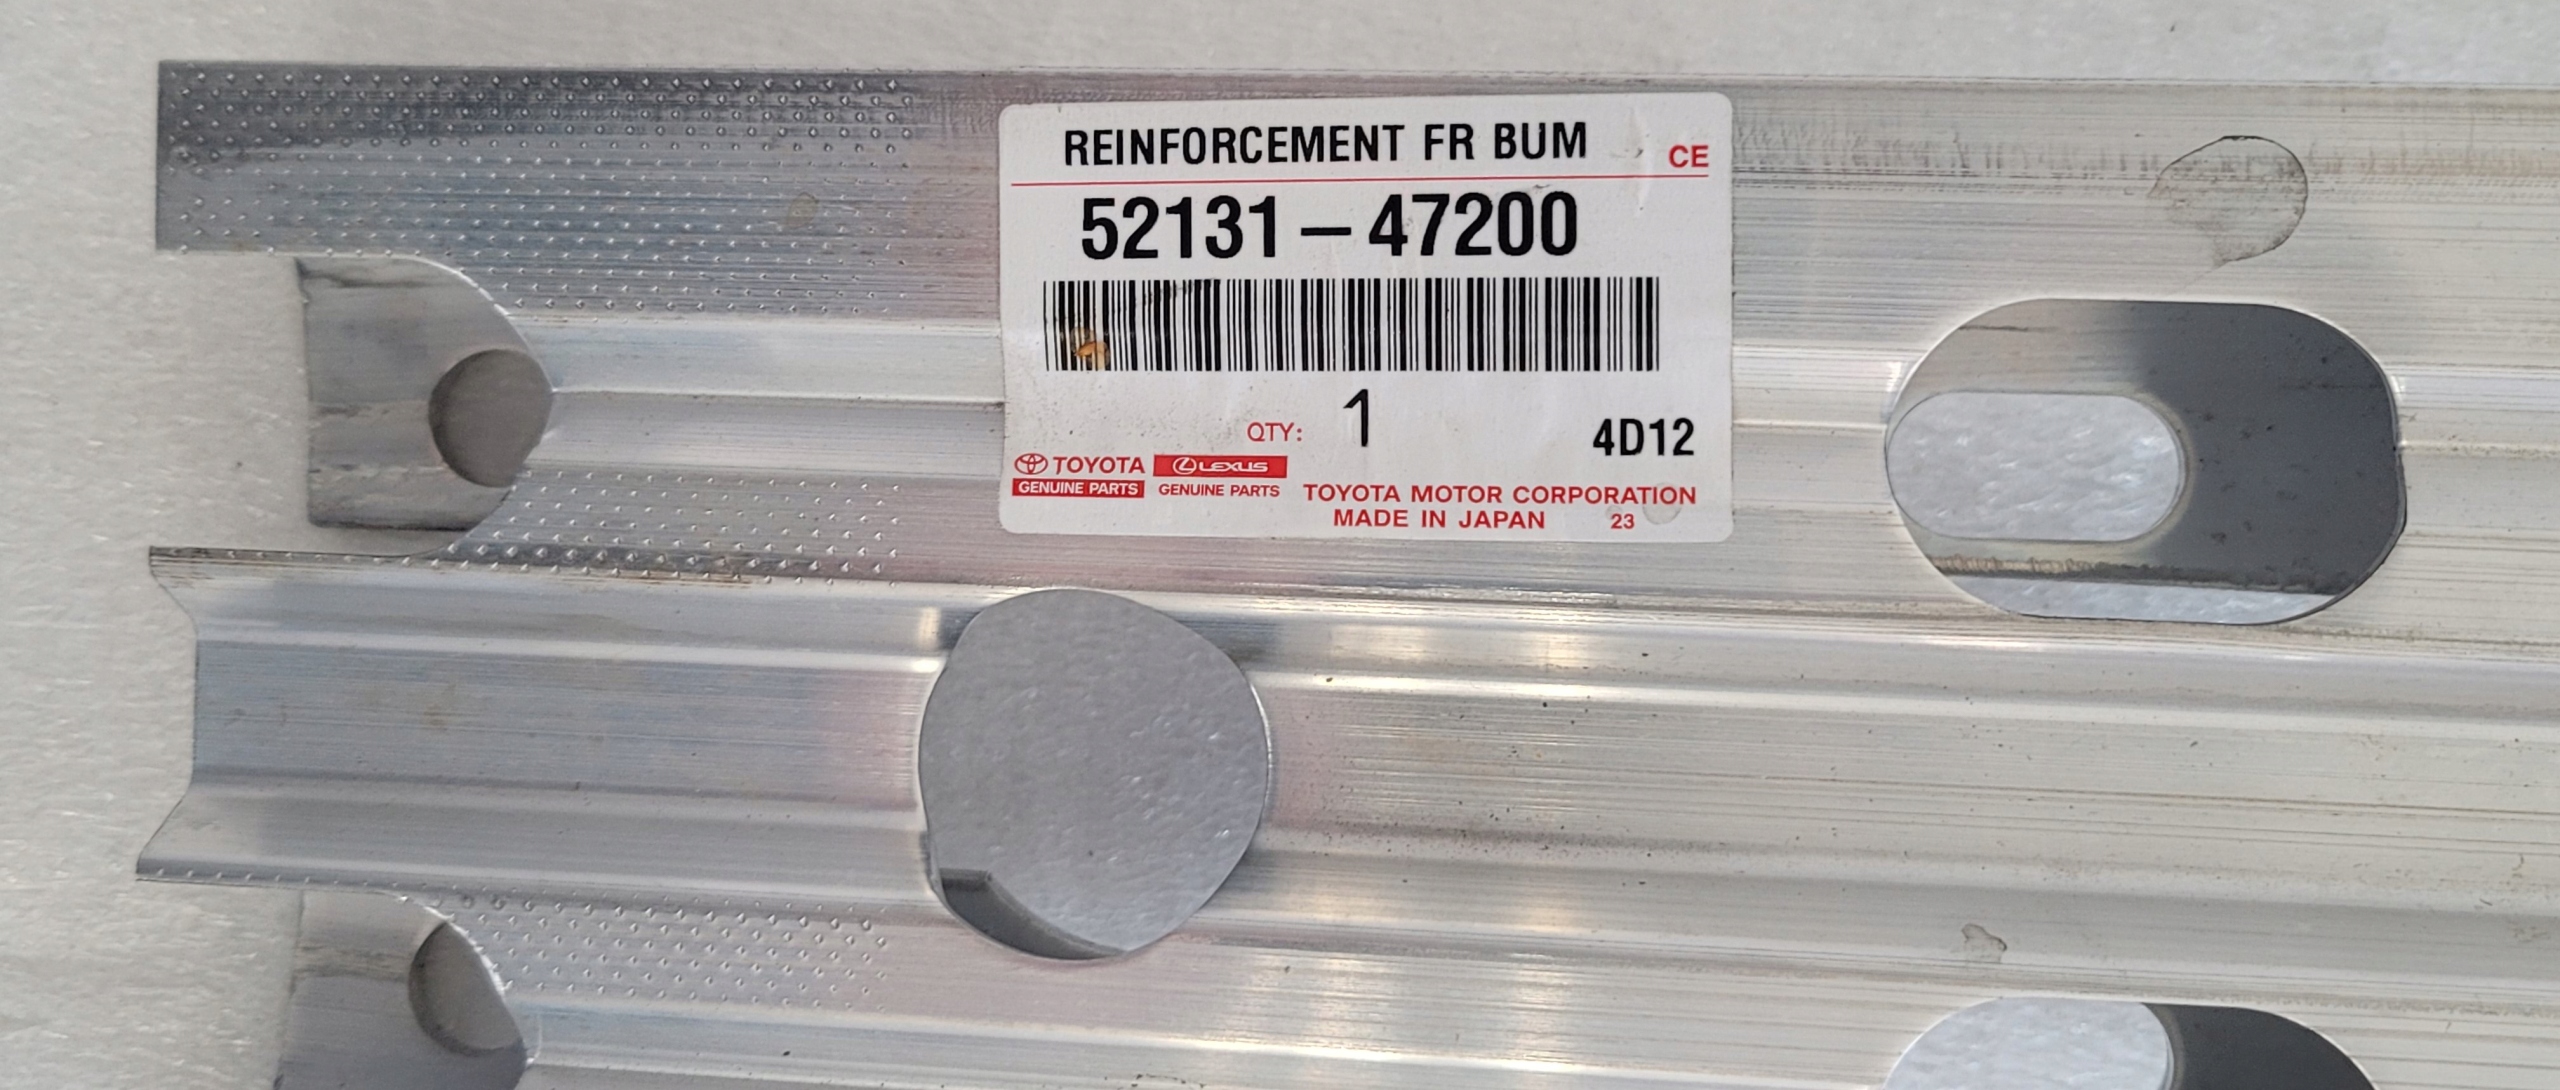 REINFORCEMENT FR BUM
CE
52131-47200
QTY: 1
4D12
TOYOTA
GENUINE PARTS
LEXUS
GENUINE PARTS
TOYOTA MOTOR CORPORATION
MADE IN JAPAN 23